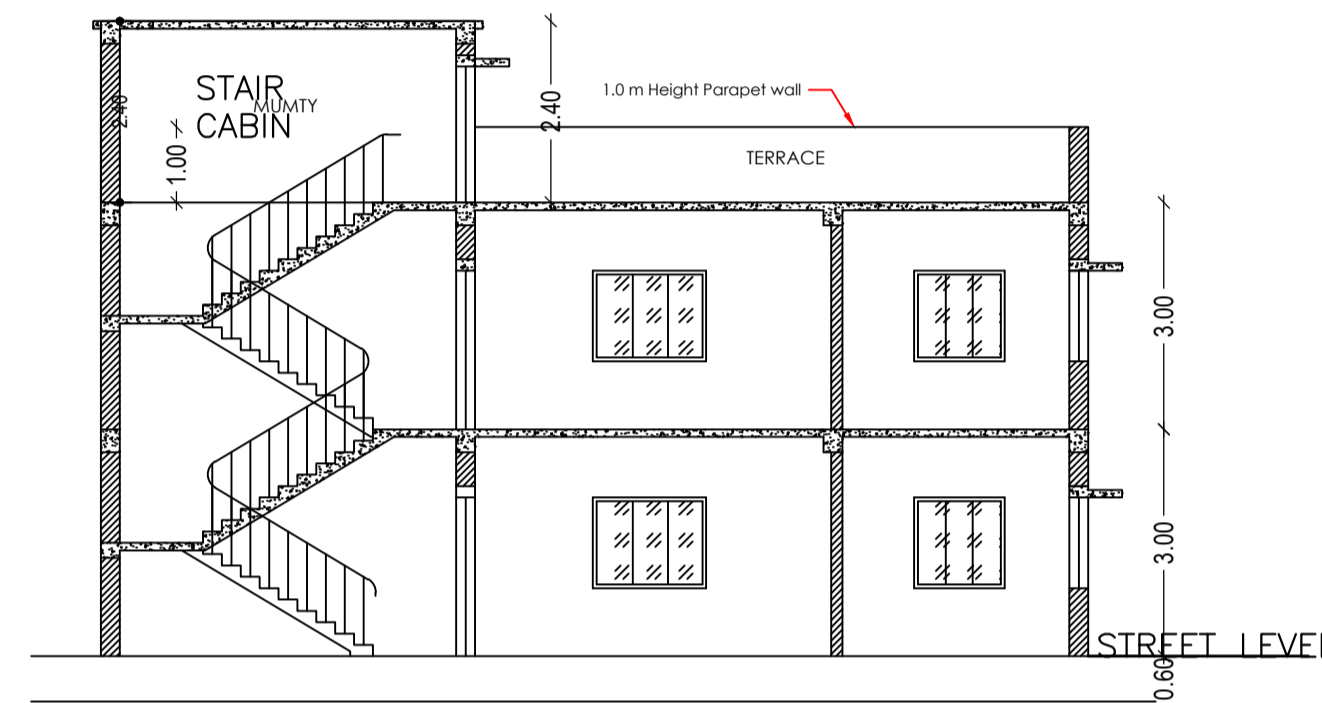 STAIR
MUMTY
CABIN
2.40
1.00
2.40
1.0 m Height Parapet wall
TERRACE
3.00
3.00
STREET LEVEL
0.60